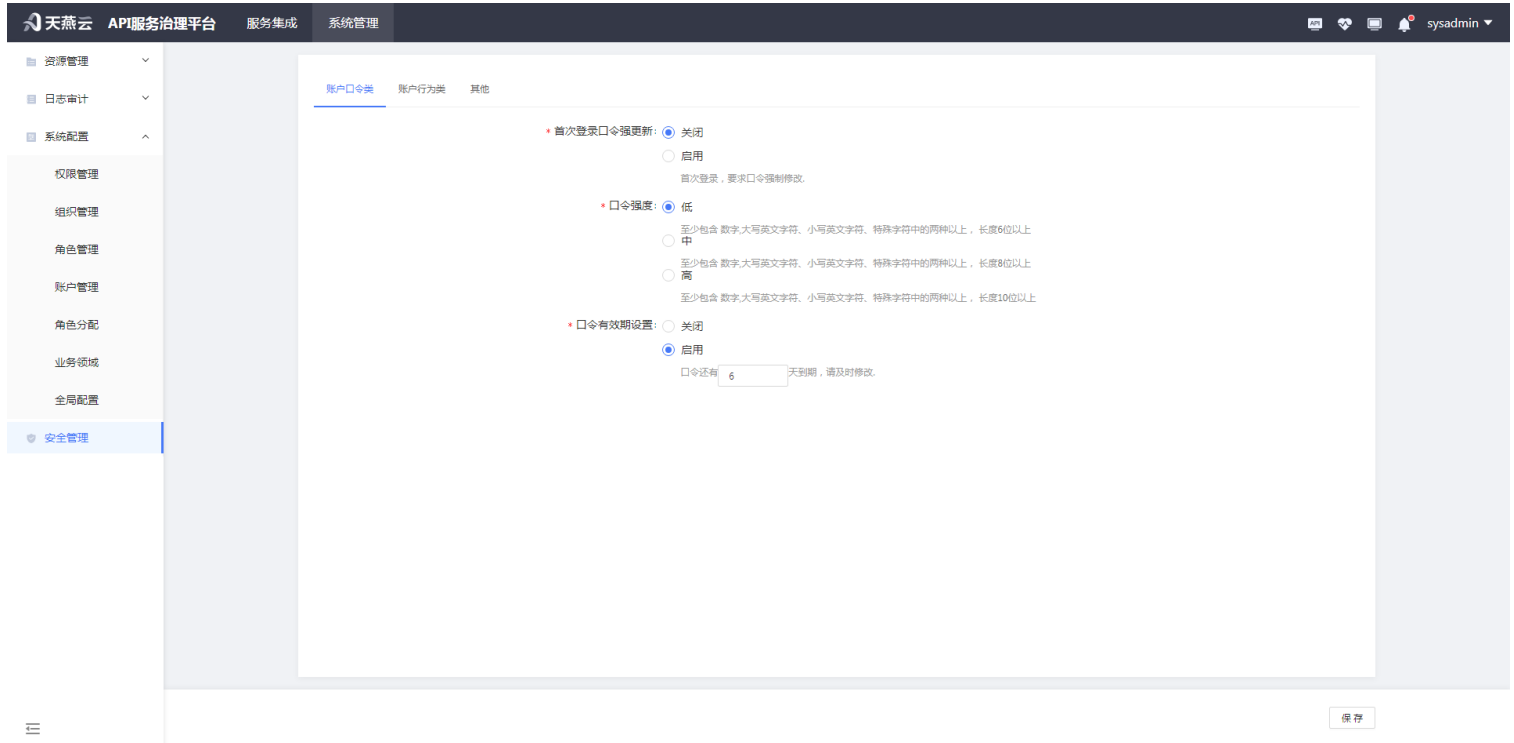 天燕云 API服务治理平台 服务集成 系统管理 API sysadmin
资源管理
日志审计
系统配置
权限管理
组织管理
角色管理
账户管理
角色分配
业务领域
全局配置
安全管理
账户口令类 账户行为类 其他
* 首次登录口令强更新: 关闭
启用
首次登录，要求口令强制修改.
* 口令强度: 低
至少包含 数字,大写英文字符、小写英文字符、特殊字符中的两种以上，长度6位以上
中
至少包含 数字,大写英文字符、小写英文字符、特殊字符中的两种以上，长度8位以上
高
至少包含 数字,大写英文字符、小写英文字符、特殊字符中的两种以上，长度10位以上
* 口令有效期设置: 关闭
启用
口令还有 6 天到期，请及时修改.
保存